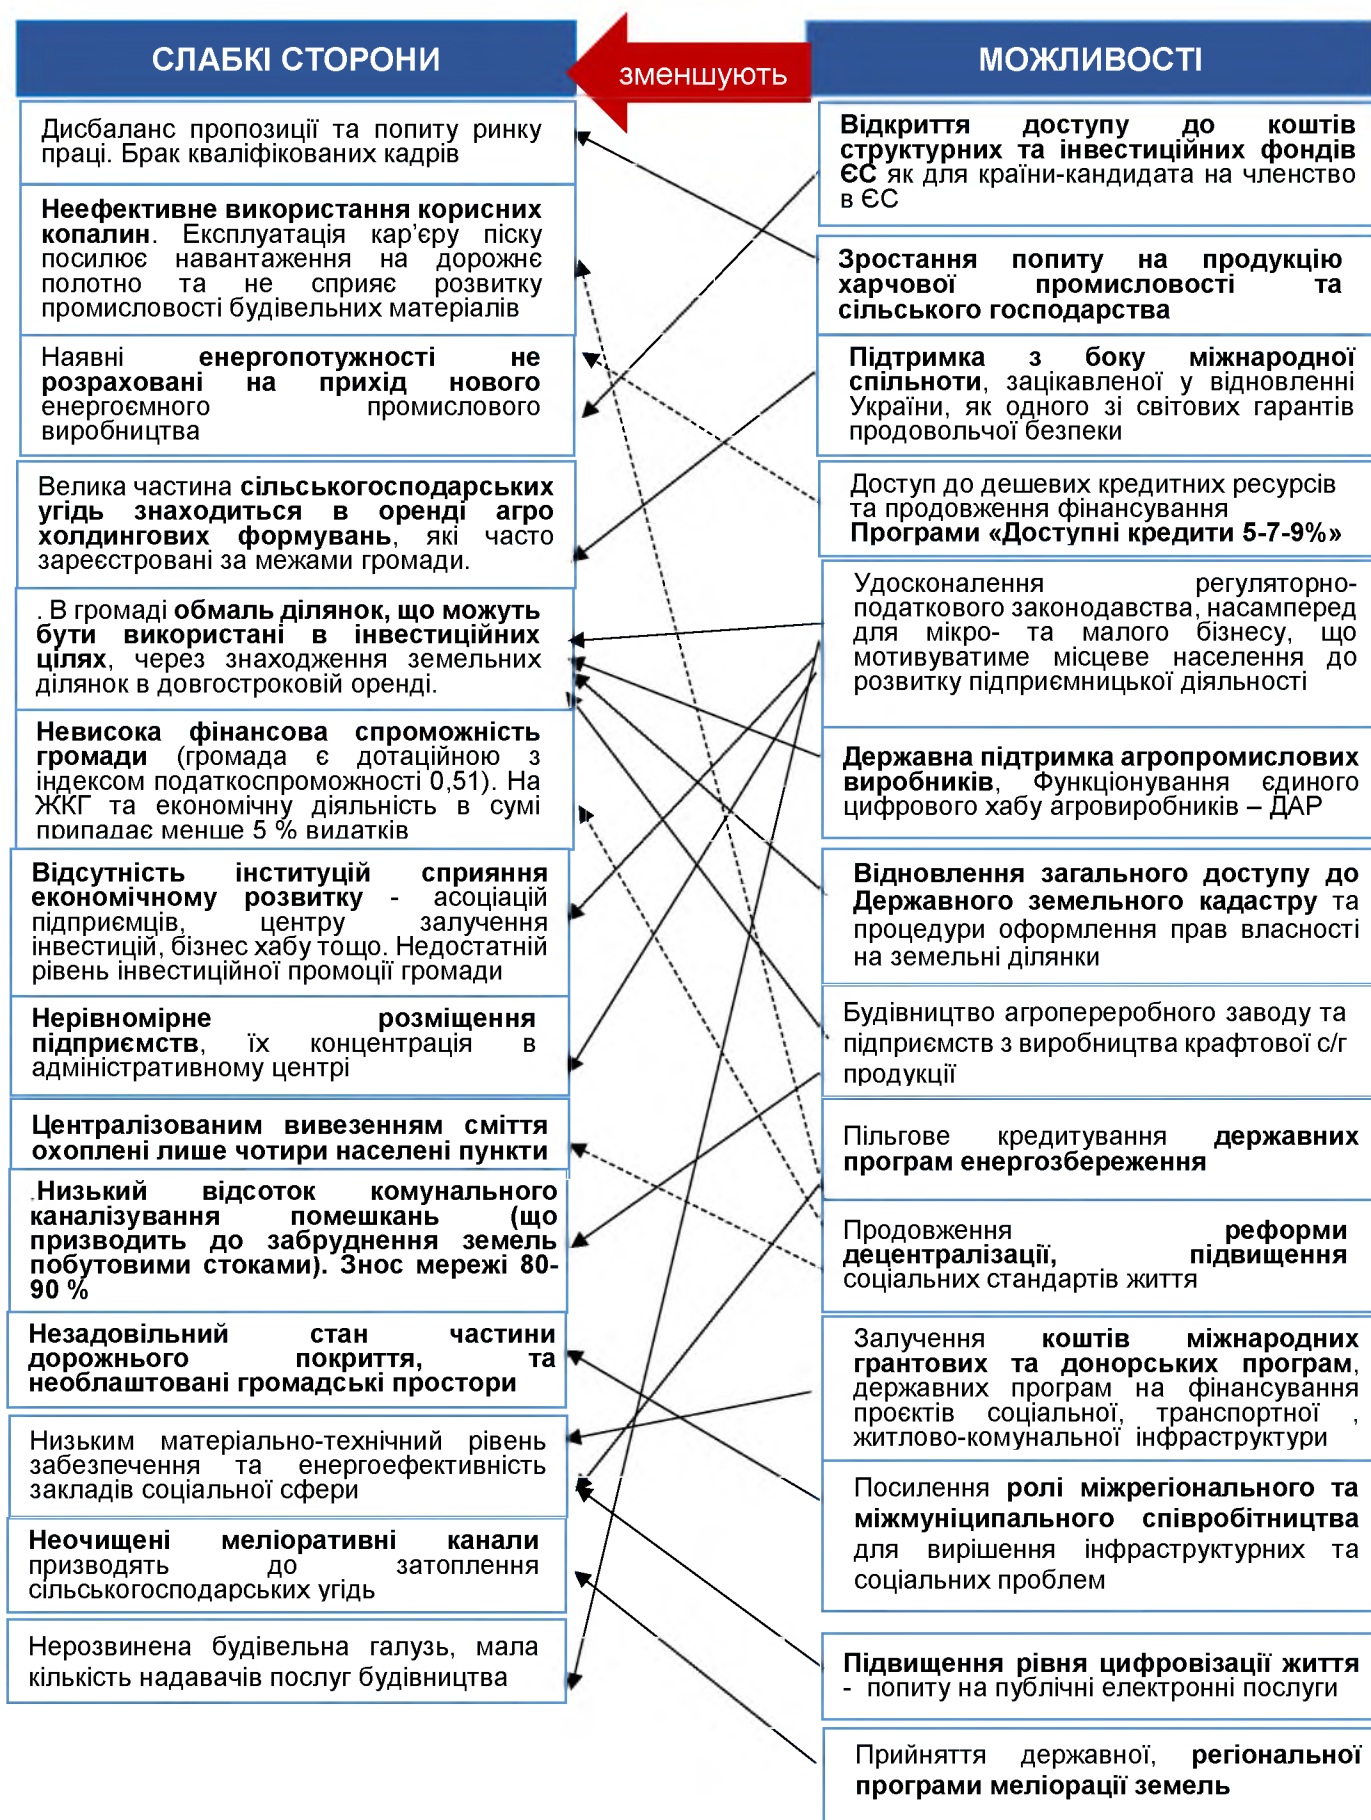 СЛАБКІ СТОРОНИ
зменшують
МОЖЛИВОСТІ
Дисбаланс пропозиції та попиту ринку
праці. Брак кваліфікованих кадрів
Неефективне використання корисних
копалин. Експлуатація кар’єру піску
посилює навантаження на дорожнє
полотно та не сприяє розвитку
промисловості будівельних матеріалів
Наявні енергопотужності не
розраховані на прихід нового
енергоємного промислового
виробництва
Велика частина сільськогосподарських
угідь знаходиться в оренді агро
холдингових формувань, які часто
зареєстровані за межами громади.
. В громаді обмаль ділянок, що можуть
бути використані в інвестиційних
цілях, через знаходження земельних
ділянок в довгостроковій оренді.
Невисока фінансова спроможність
громади (громада є дотаційною з
індексом податкоспроможності 0,51). На
ЖКГ та економічну діяльність в сумі
припадає менше 5 % видатків
Відсутність інституцій сприяння
економічному розвитку - асоціацій
підприємців, центру залучення
інвестицій, бізнес хабу тощо. Недостатній
рівень інвестиційної промоції громади
Нерівномірне розміщення
підприємств, їх концентрація в
адміністративному центрі
Централізованим вивезенням сміття
охоплені лише чотири населені пункти
.Низький відсоток комунального
каналізування помешкань (що
призводить до забруднення земель
побутовими стоками). Знос мережі 80-
90 %
Незадовільний стан частини
дорожнього покриття, та
необлаштовані громадські простори
Низьким матеріально-технічний рівень
забезпечення та енергоефективність
закладів соціальної сфери
Неочищені меліоративні канали
призводять до затоплення
сільськогосподарських угідь
Нерозвинена будівельна галузь, мала
кількість надавачів послуг будівництва
Відкриття доступу до коштів
структурних та інвестиційних фондів
ЄС як для країни-кандидата на членство
в ЄС
Зростання попиту на продукцію
харчової промисловості та
сільського господарства
Підтримка з боку міжнародної
спільноти, зацікавленої у відновленні
України, як одного зі світових гарантів
продовольчої безпеки
Доступ до дешевих кредитних ресурсів
та продовження фінансування
Програми «Доступні кредити 5-7-9%»
Удосконалення регуляторно-
податкового законодавства, насамперед
для мікро- та малого бізнесу, що
мотивуватиме місцеве населення до
розвитку підприємницької діяльності
Державна підтримка агропромислових
виробників, Функціонування єдиного
цифрового хабу агровиробників – ДАР
Відновлення загального доступу до
Державного земельного кадастру та
процедури оформлення прав власності
на земельні ділянки
Будівництво агропереробного заводу та
підприємств з виробництва крафтової с/г
продукції
Пільгове кредитування державних
програм енергозбереження
Продовження реформи
децентралізації, підвищення
соціальних стандартів життя
Залучення коштів міжнародних
грантових та донорських програм,
державних програм на фінансування
проєктів соціальної, транспортної ,
житлово-комунальної інфраструктури
Посилення ролі міжрегіонального та
міжмуніципального співробітництва
для вирішення інфраструктурних та
соціальних проблем
Підвищення рівня цифровізації життя
- попиту на публічні електронні послуги
Прийняття державної, регіональної
програми меліорації земель